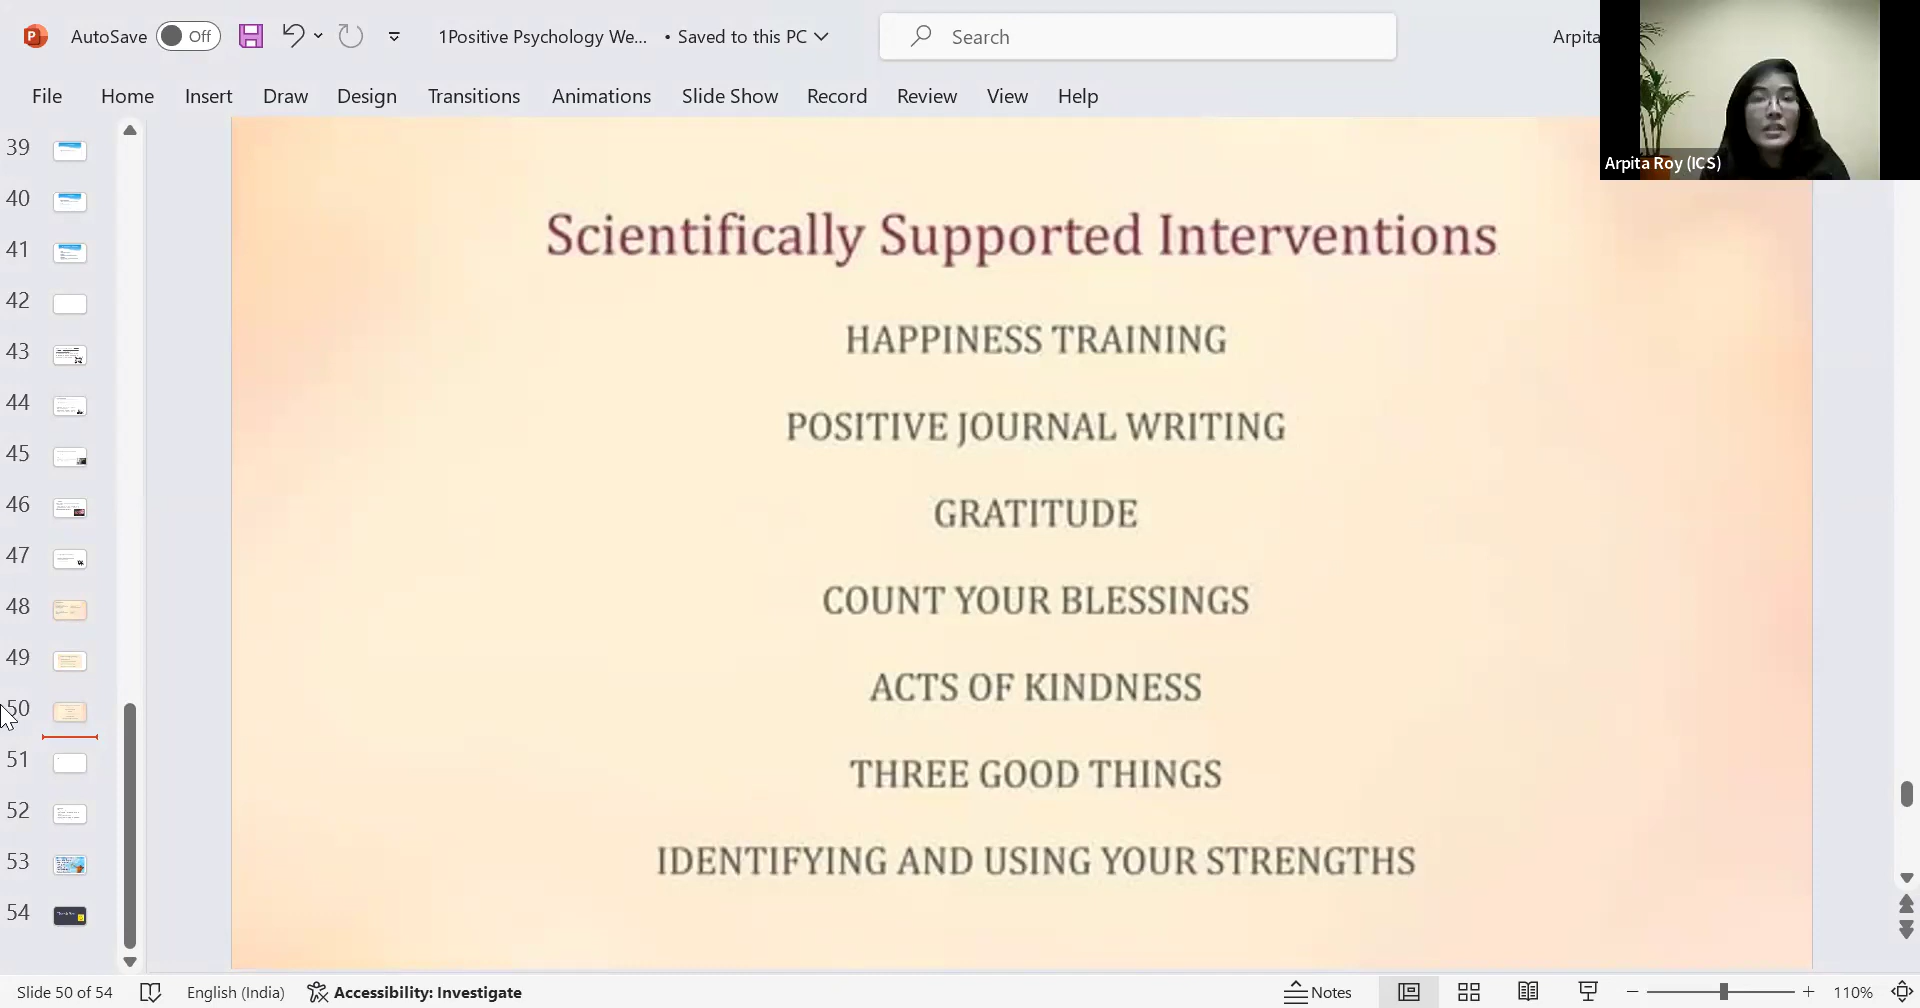 AutoSave Off 1Positive Psychology We... • Saved to this PC Search Arpita
File Home Insert Draw Design Transitions Animations Slide Show Record Review View Help
Arpita Roy (ICS)
39
40
41
42
43
44
45
46
47
48
49
50
51
52
53
54
Scientifically Supported Interventions
HAPPINESS TRAINING
POSITIVE JOURNAL WRITING
GRATITUDE
COUNT YOUR BLESSINGS
ACTS OF KINDNESS
THREE GOOD THINGS
IDENTIFYING AND USING YOUR STRENGTHS
Slide 50 of 54 English (India) Accessibility: Investigate Notes 110%